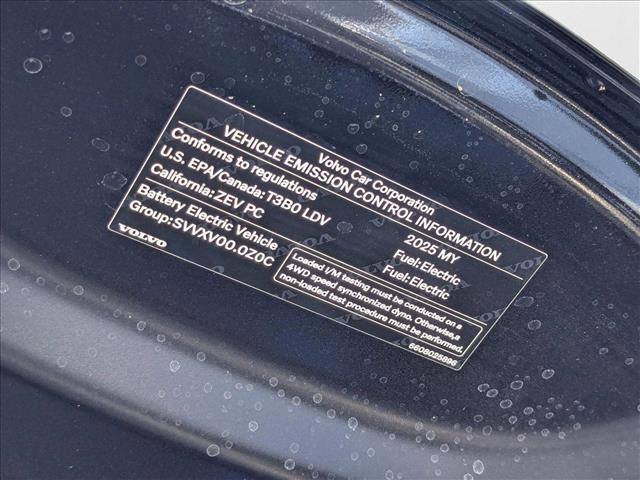 Volvo Car Corporation
VEHICLE EMISSION CONTROL INFORMATION
Conforms to regulations 2025 MY
U.S. EPA/Canada: T3B0 LDV Fuel: Electric
California: ZEV PC Fuel: Electric
Battery Electric Vehicle
Group: SVVXV00.0Z0C
Loaded I/M testing must be conducted on a
4WD speed synchronized dyno. Otherwise, a
non-loaded test procedure must be performed.
VOLVO
6608025896